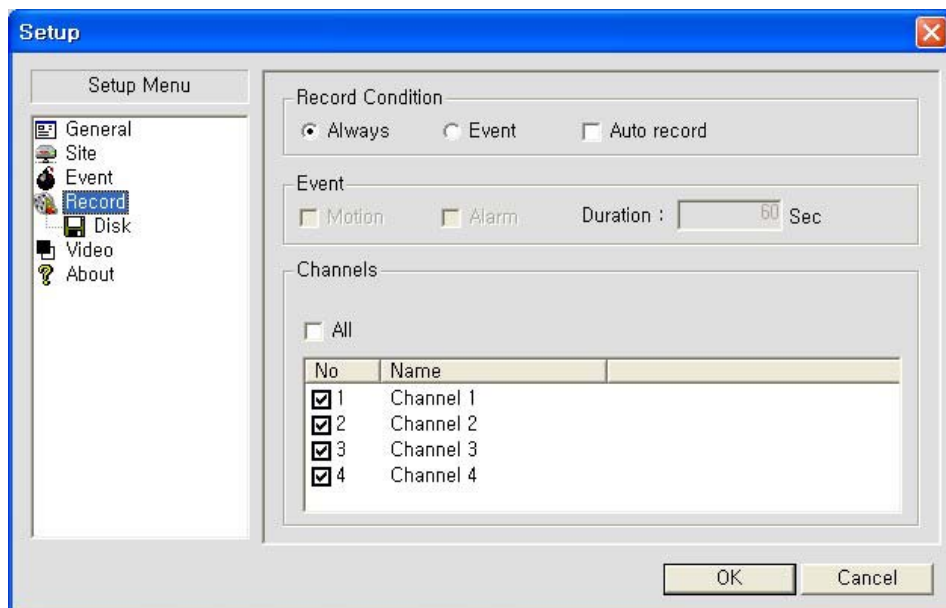 Setup
Setup Menu
General
Site
Event
Record
Disk
Video
About
Record Condition
Always Event Auto record
Event
Motion Alarm Duration : 60 Sec
Channels
All
No Name
1 Channel 1
2 Channel 2
3 Channel 3
4 Channel 4
OK Cancel